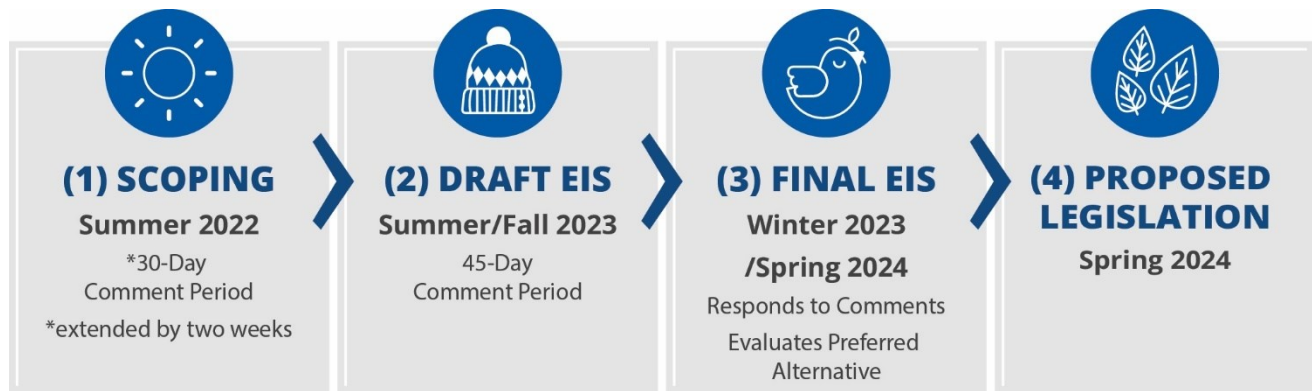 (1) SCOPING
Summer 2022
*30-Day
Comment Period
*extended by two weeks
(2) DRAFT EIS
Summer/Fall 2023
45-Day
Comment Period
(3) FINAL EIS
Winter 2023
/Spring 2024
Responds to Comments
Evaluates Preferred
Alternative
(4) PROPOSED
LEGISLATION
Spring 2024